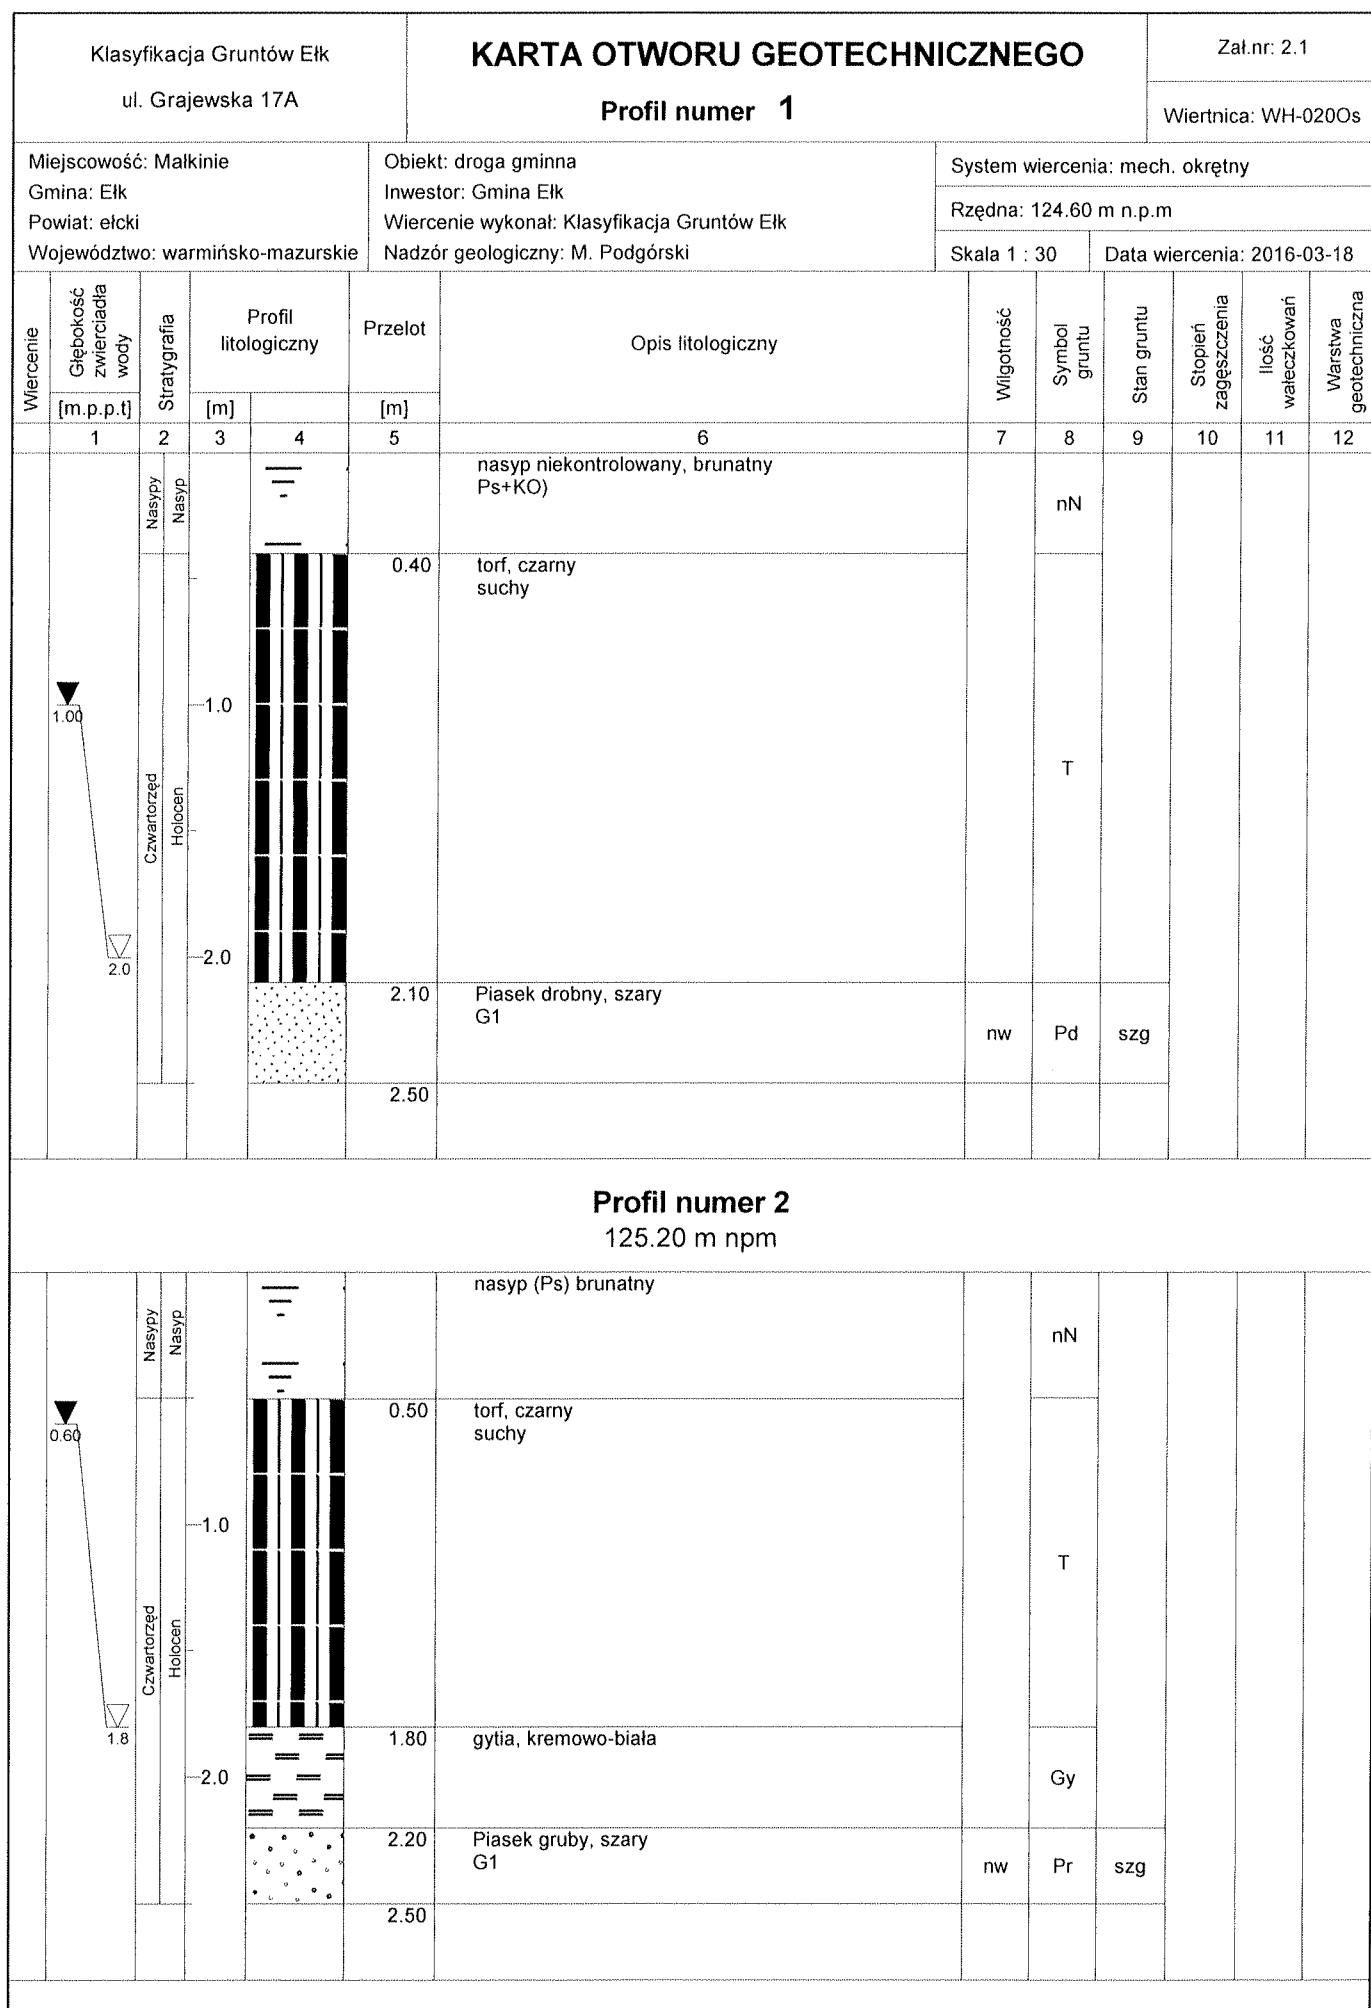 Klasyfikacja Gruntów Ełk
ul. Grajewska 17A
KARTA OTWORU GEOTECHNICZNEGO
Profil numer 1
Zał.nr: 2.1
Wiertnica: WH-020Os
Miejscowość: Małkinie
Gmina: Ełk
Powiat: ełcki
Województwo: warmińsko-mazurskie
Obiekt: droga gminna
Inwestor: Gmina Ełk
Wiercenie wykonał: Klasyfikacja Gruntów Ełk
Nadzór geologiczny: M. Podgórski
System wiercenia: mech. okrętny
Rzędna: 124.60 m n.p.m
Skala 1 : 30
Data wiercenia: 2016-03-18
Wiercenie
Głębokość
zwierciadła
wody
[m.p.p.t]
Stratygrafia
Profil
litologiczny
[m]
Przelot
[m]
Opis litologiczny
Wilgotność
Symbol
gruntu
Stan gruntu
Stopień
zagęszczenia
Ilość
wałeczkowań
Warstwa
geotechniczna
1 2 3 4 5 6 7 8 9 10 11 12
Nasypy
Nasyp
nasyp niekontrolowany, brunatny
Ps+KO)
nN
0.40
torf, czarny
suchy
1.00
1.0
T
Czwartorzęd
Holocen
2.0
2.0
2.10
Piasek drobny, szary
G1
nw Pd szg
2.50
Profil numer 2
125.20 m npm
Nasypy
Nasyp
nasyp (Ps) brunatny
nN
0.50
torf, czarny
suchy
0.60
1.0
T
Czwartorzęd
Holocen
1.8
1.80
gytia, kremowo-biała
2.0
Gy
2.20
Piasek gruby, szary
G1
nw Pr szg
2.50